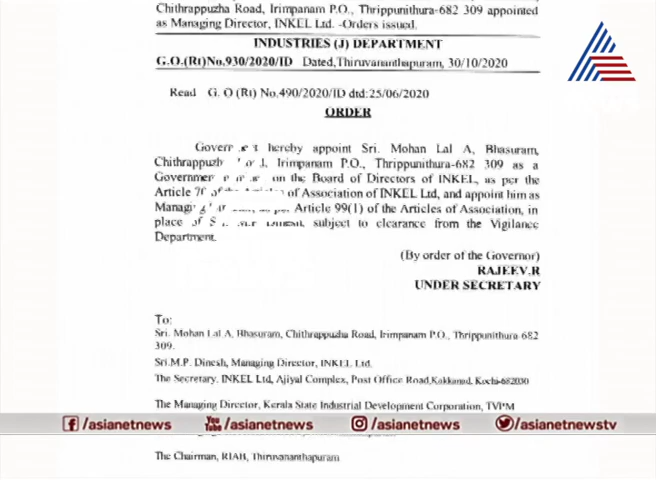 Chithrappuzha Road, Irimpanam P.O., Thrippunithura-682 309 appointed
as Managing Director, INKEL Ltd. -Orders issued.
INDUSTRIES (J) DEPARTMENT
G.O.(Rt)No.930/2020/ID Dated,Thiruvananthapuram, 30/10/2020
Read G. O (Rt) No.490/2020/ID dtd:25/06/2020
ORDER
hereby appoint Sri. Mohan Lal A, Bhasuram,
Irimpanam P.O., Thrippunithura-682 309 as a
on the Board of Directors of INKEL, as per the
Article of Association of INKEL Ltd, and appoint him as
Article 99(1) of the Articles of Association, in
place of subject to clearance from the Vigilance
Department.
(By order of the Governor)
RAJEEV.R
UNDER SECRETARY
To:
Sri. Mohan Lal A, Bhasuram, Chithrappuzha Road, Irimpanam P.O., Thrippunithura-682
309.
Sri.M.P. Dinesh, Managing Director, INKEL Ltd.
The Secretary, INKEL Ltd, Ajiyal Complex, Post Office Road,Kakkanad, Kochi-682030
The Managing Director, Kerala State Industrial Development Corporation, TVPM
/asianetnews /asianetnews /asianetnews /asianetnewstv
The Chairman, RIAB, Thiruvananthapuram